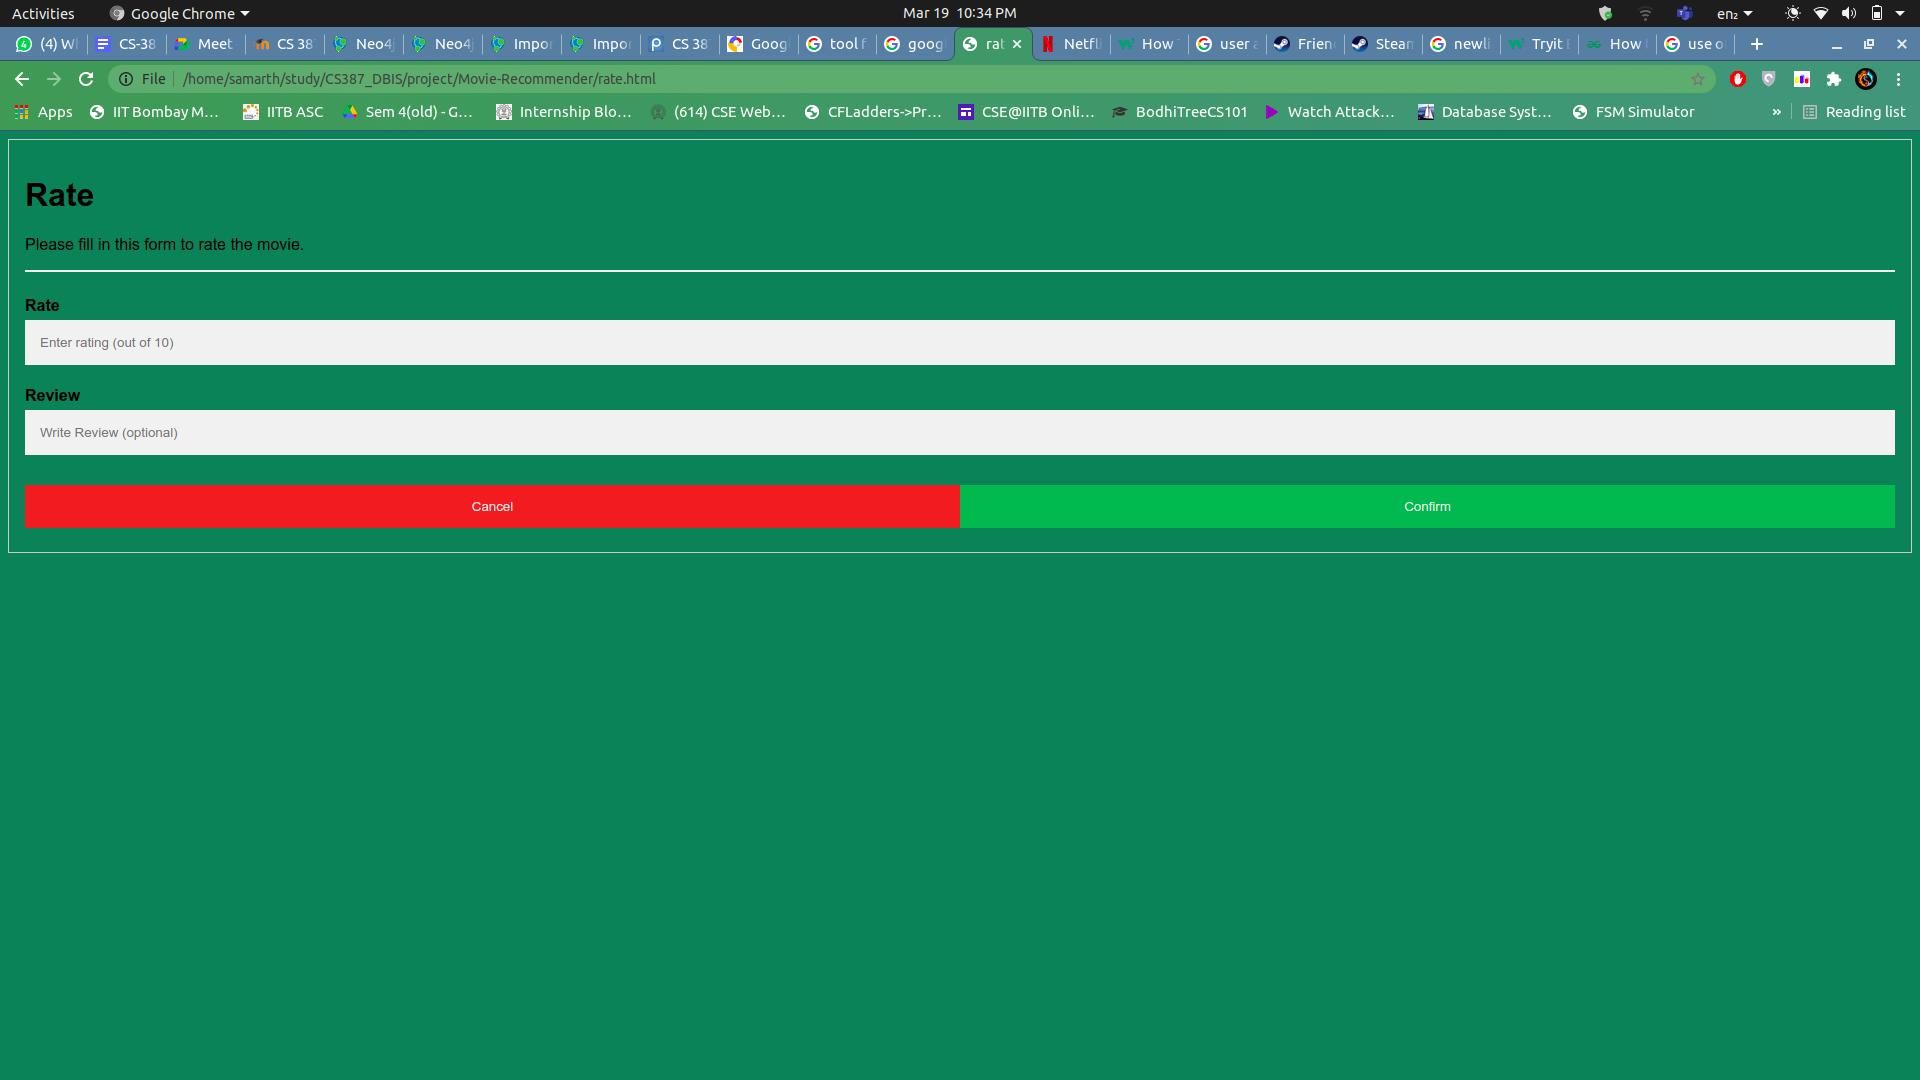 Activities Google Chrome Mar 19 10:34 PM en₂
(4) W CS-38 Meet CS 38 Neo4j Neo4j Impor Impor CS 38 Goog tool f goog rat Netfli How user a Frien Stean newli Tryit How use o
File /home/samarth/study/CS387_DBIS/project/Movie-Recommender/rate.html
Apps IIT Bombay M... IITB ASC Sem 4(old) - G... Internship Blo... (614) CSE Web... CFLadders->Pr... CSE@IITB Onli... BodhiTreeCS101 Watch Attack... Database Syst... FSM Simulator » Reading list
Rate
Please fill in this form to rate the movie.
Rate
Enter rating (out of 10)
Review
Write Review (optional)
Cancel Confirm